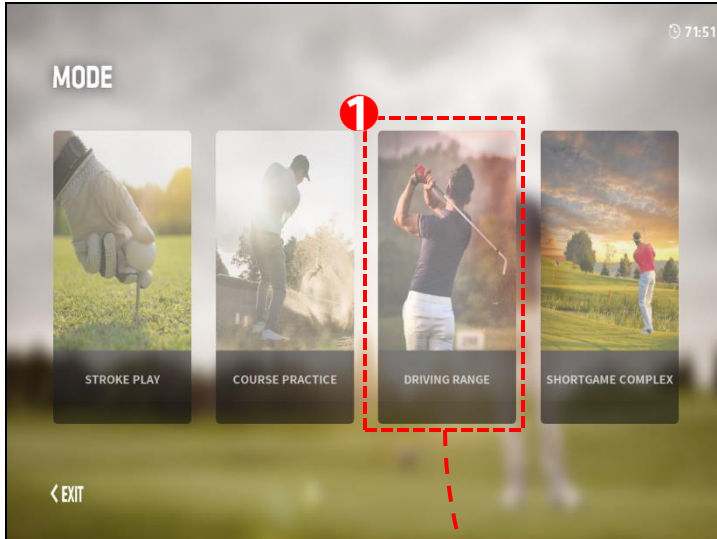 71:51
MODE
1
STROKE PLAY
COURSE PRACTICE
DRIVING RANGE
SHORTGAME COMPLEX
< EXIT